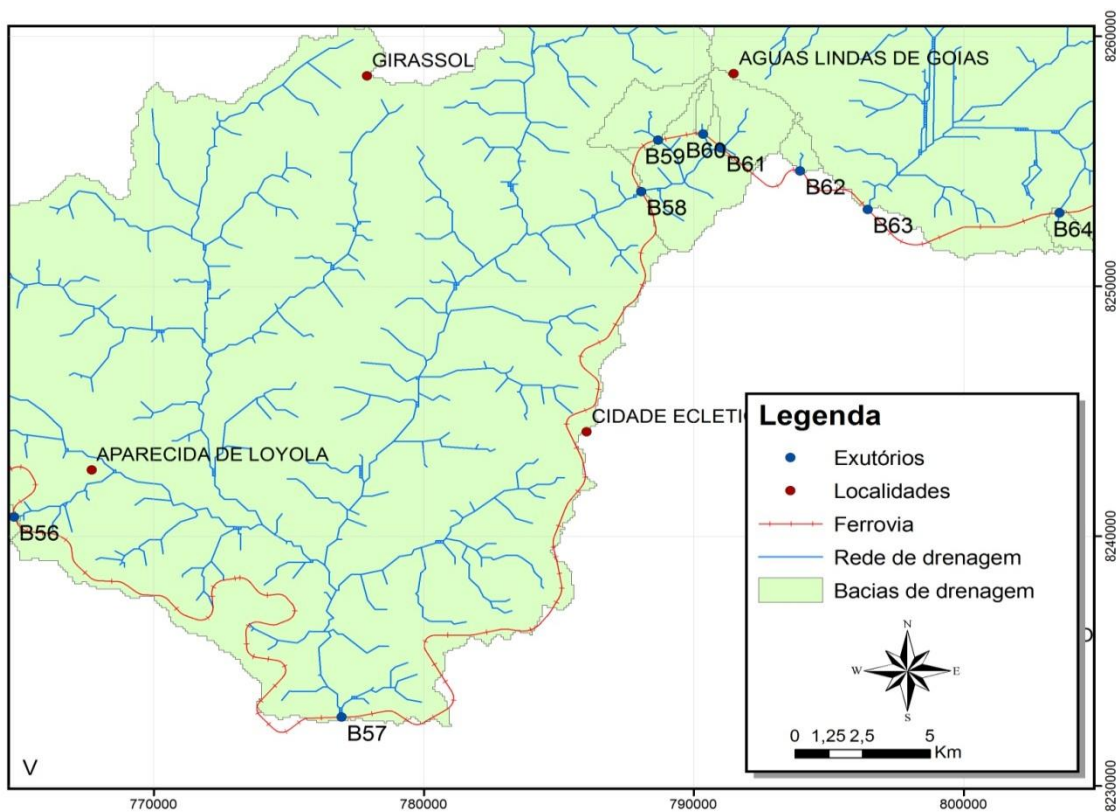 GIRASSOL
AGUAS LINDAS DE GOIAS
8260000
B59
B60
B61
B62
B58
B63
B64
8250000
CIDADE ECLETIC
APARECIDA DE LOYOLA
B56
8240000
B57
V
Legenda
Exutórios
Localidades
Ferrovia
Rede de drenagem
Bacias de drenagem
N
W E
S
0 1,25 2,5 5
Km
8230000
770000 780000 790000 800000